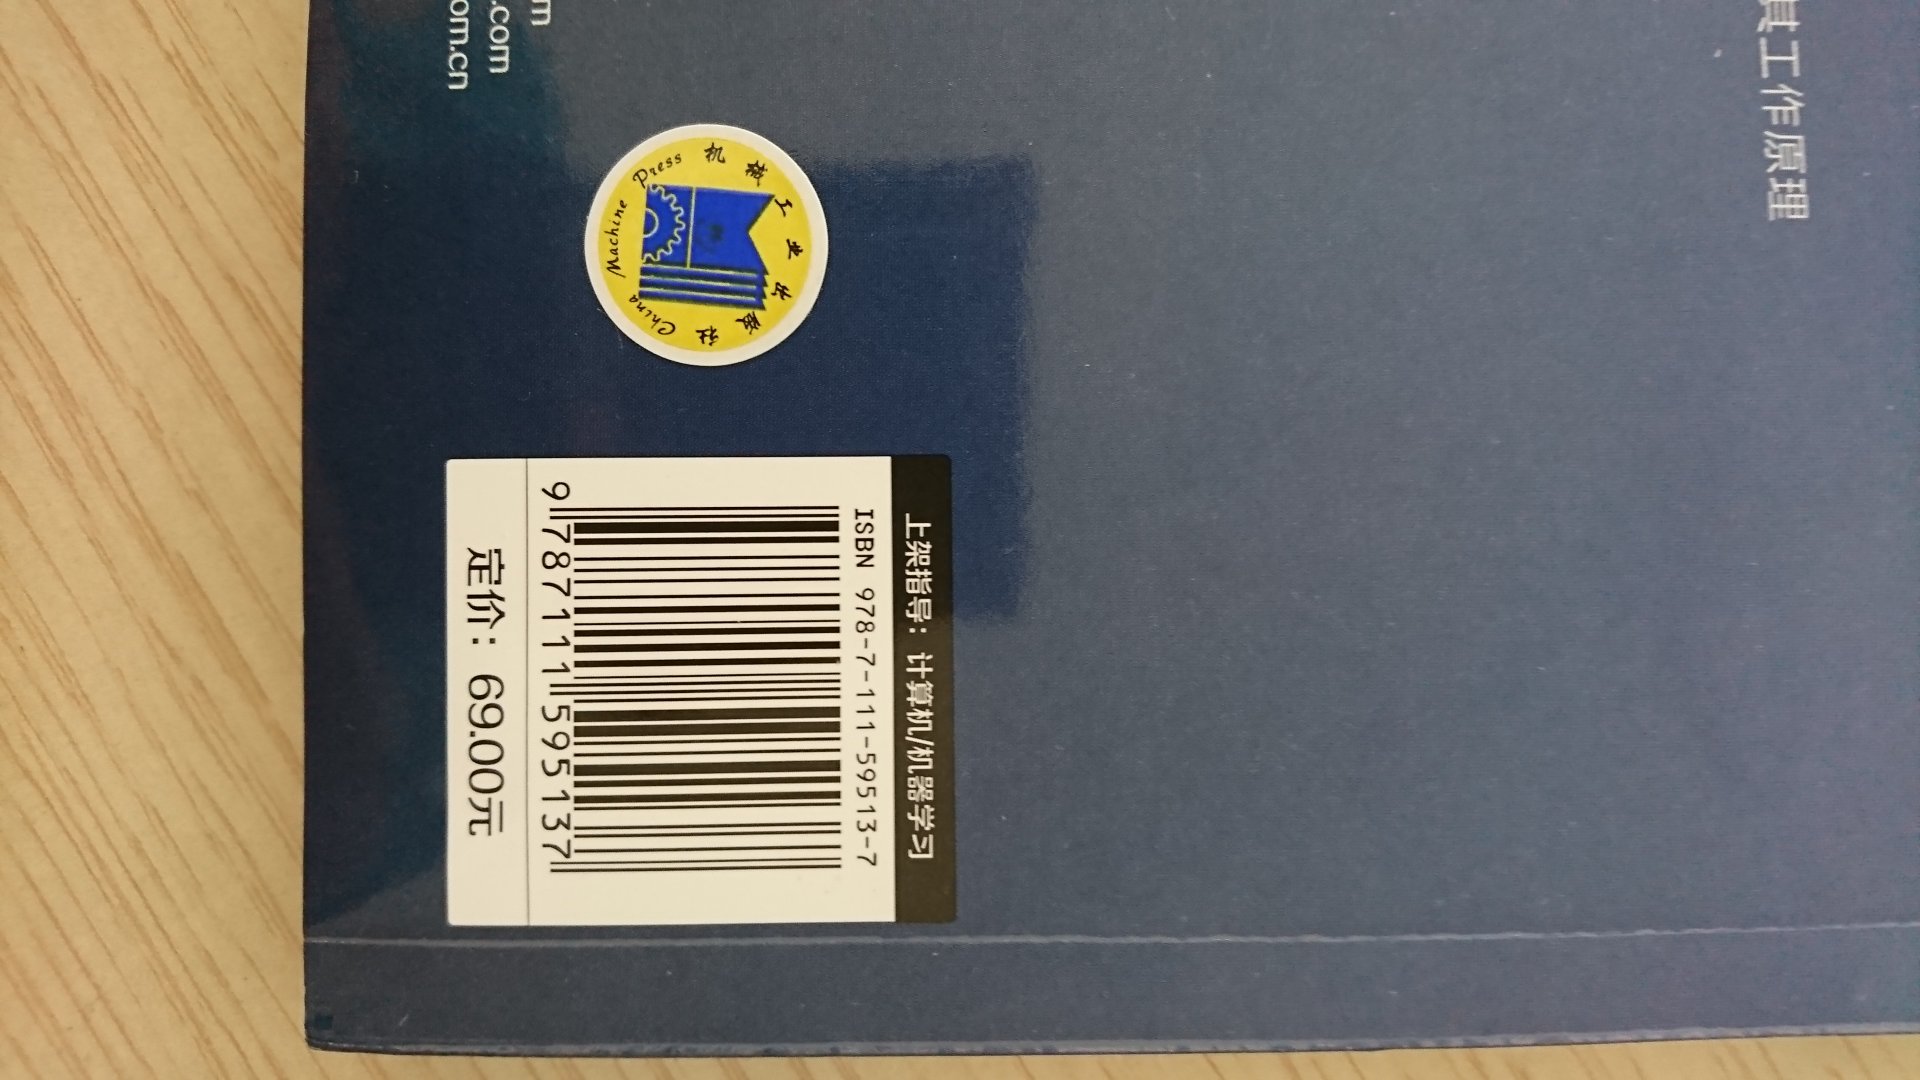 其工作原理
m
.com
om.cn
机械工业出版社
China Machine Press
上架指导：计算机/机器学习
ISBN 978-7-111-59513-7
9 787111 595137
定价：69.00元